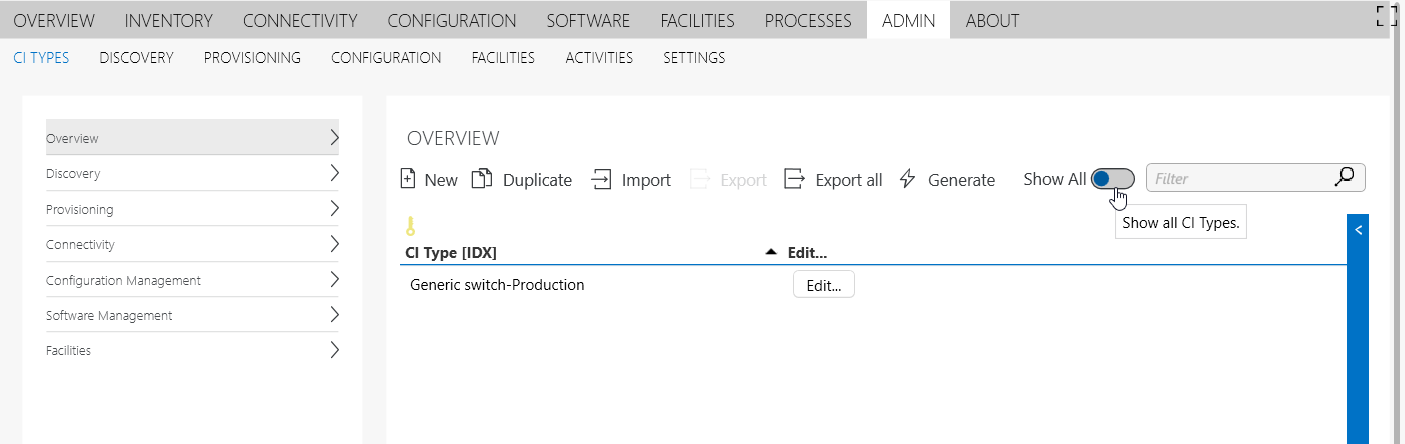 OVERVIEW INVENTORY CONNECTIVITY CONFIGURATION SOFTWARE FACILITIES PROCESSES ADMIN ABOUT
CI TYPES DISCOVERY PROVISIONING CONFIGURATION FACILITIES ACTIVITIES SETTINGS
Overview
Discovery
Provisioning
Connectivity
Configuration Management
Software Management
Facilities
OVERVIEW
New Duplicate Import Export Export all Generate Show All Filter
Show all CI Types.
CI Type [IDX] Edit...
Generic switch-Production Edit...